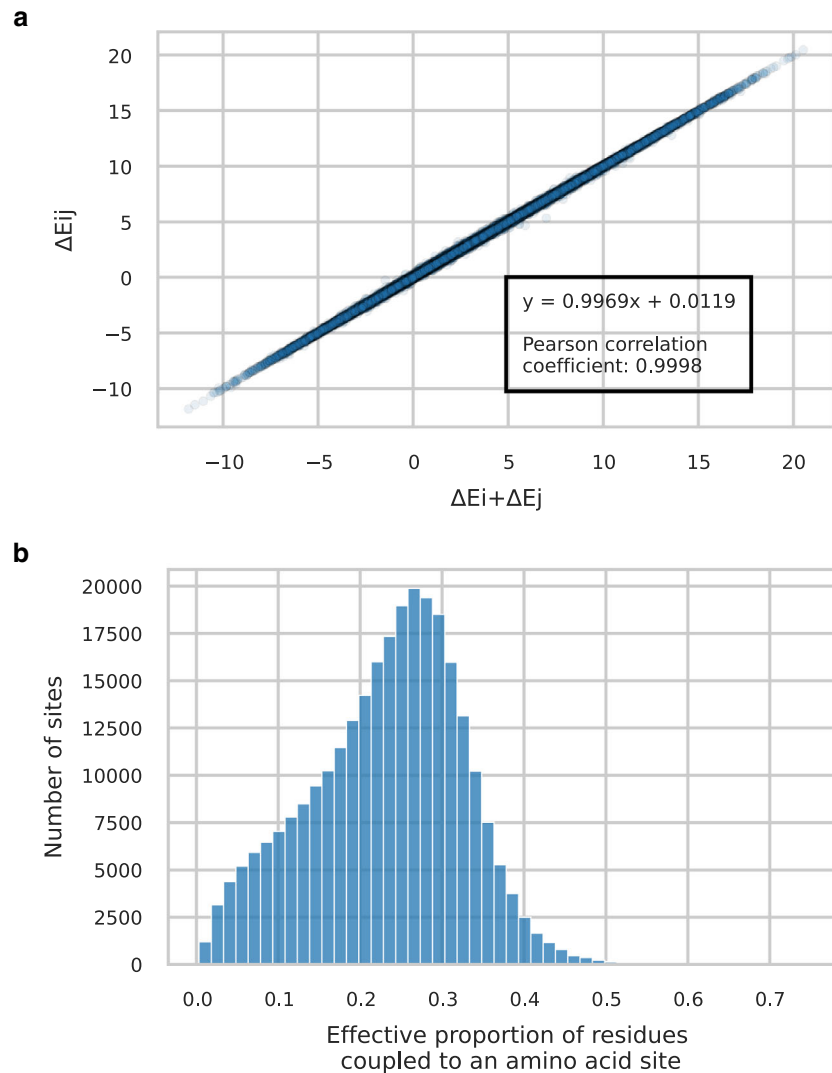 a
20
15
10
5
0
−5
−10
ΔEij
y = 0.9969x + 0.0119
Pearson correlation
coefficient: 0.9998
−10 −5 0 5 10 15 20
ΔEi+ΔEj
b
20000
17500
15000
12500
10000
7500
5000
2500
0
Number of sites
0.0 0.1 0.2 0.3 0.4 0.5 0.6 0.7
Effective proportion of residues
coupled to an amino acid site